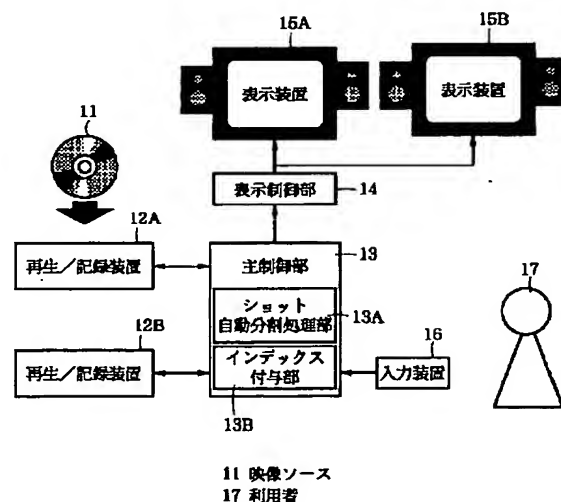 15A
15B
表示装置
表示装置
11
表示制御部
14
12A
再生/記録装置
主制御部
13
17
ショット
自動分割処理部
13A
12B
再生/記録装置
インデックス
付与部
16
入力装置
13B
11 映像ソース
17 利用者